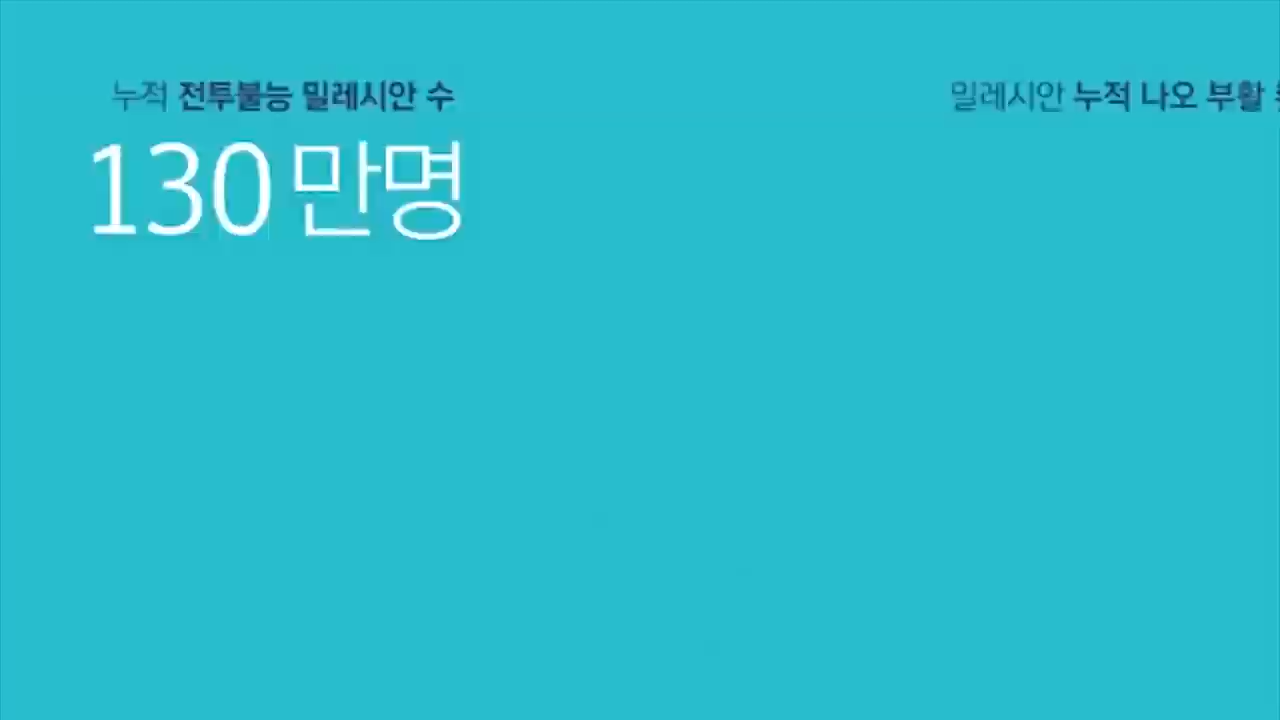 누적 전투불능 밀레시안 수
130만명
밀레시안 누적 나오 부활